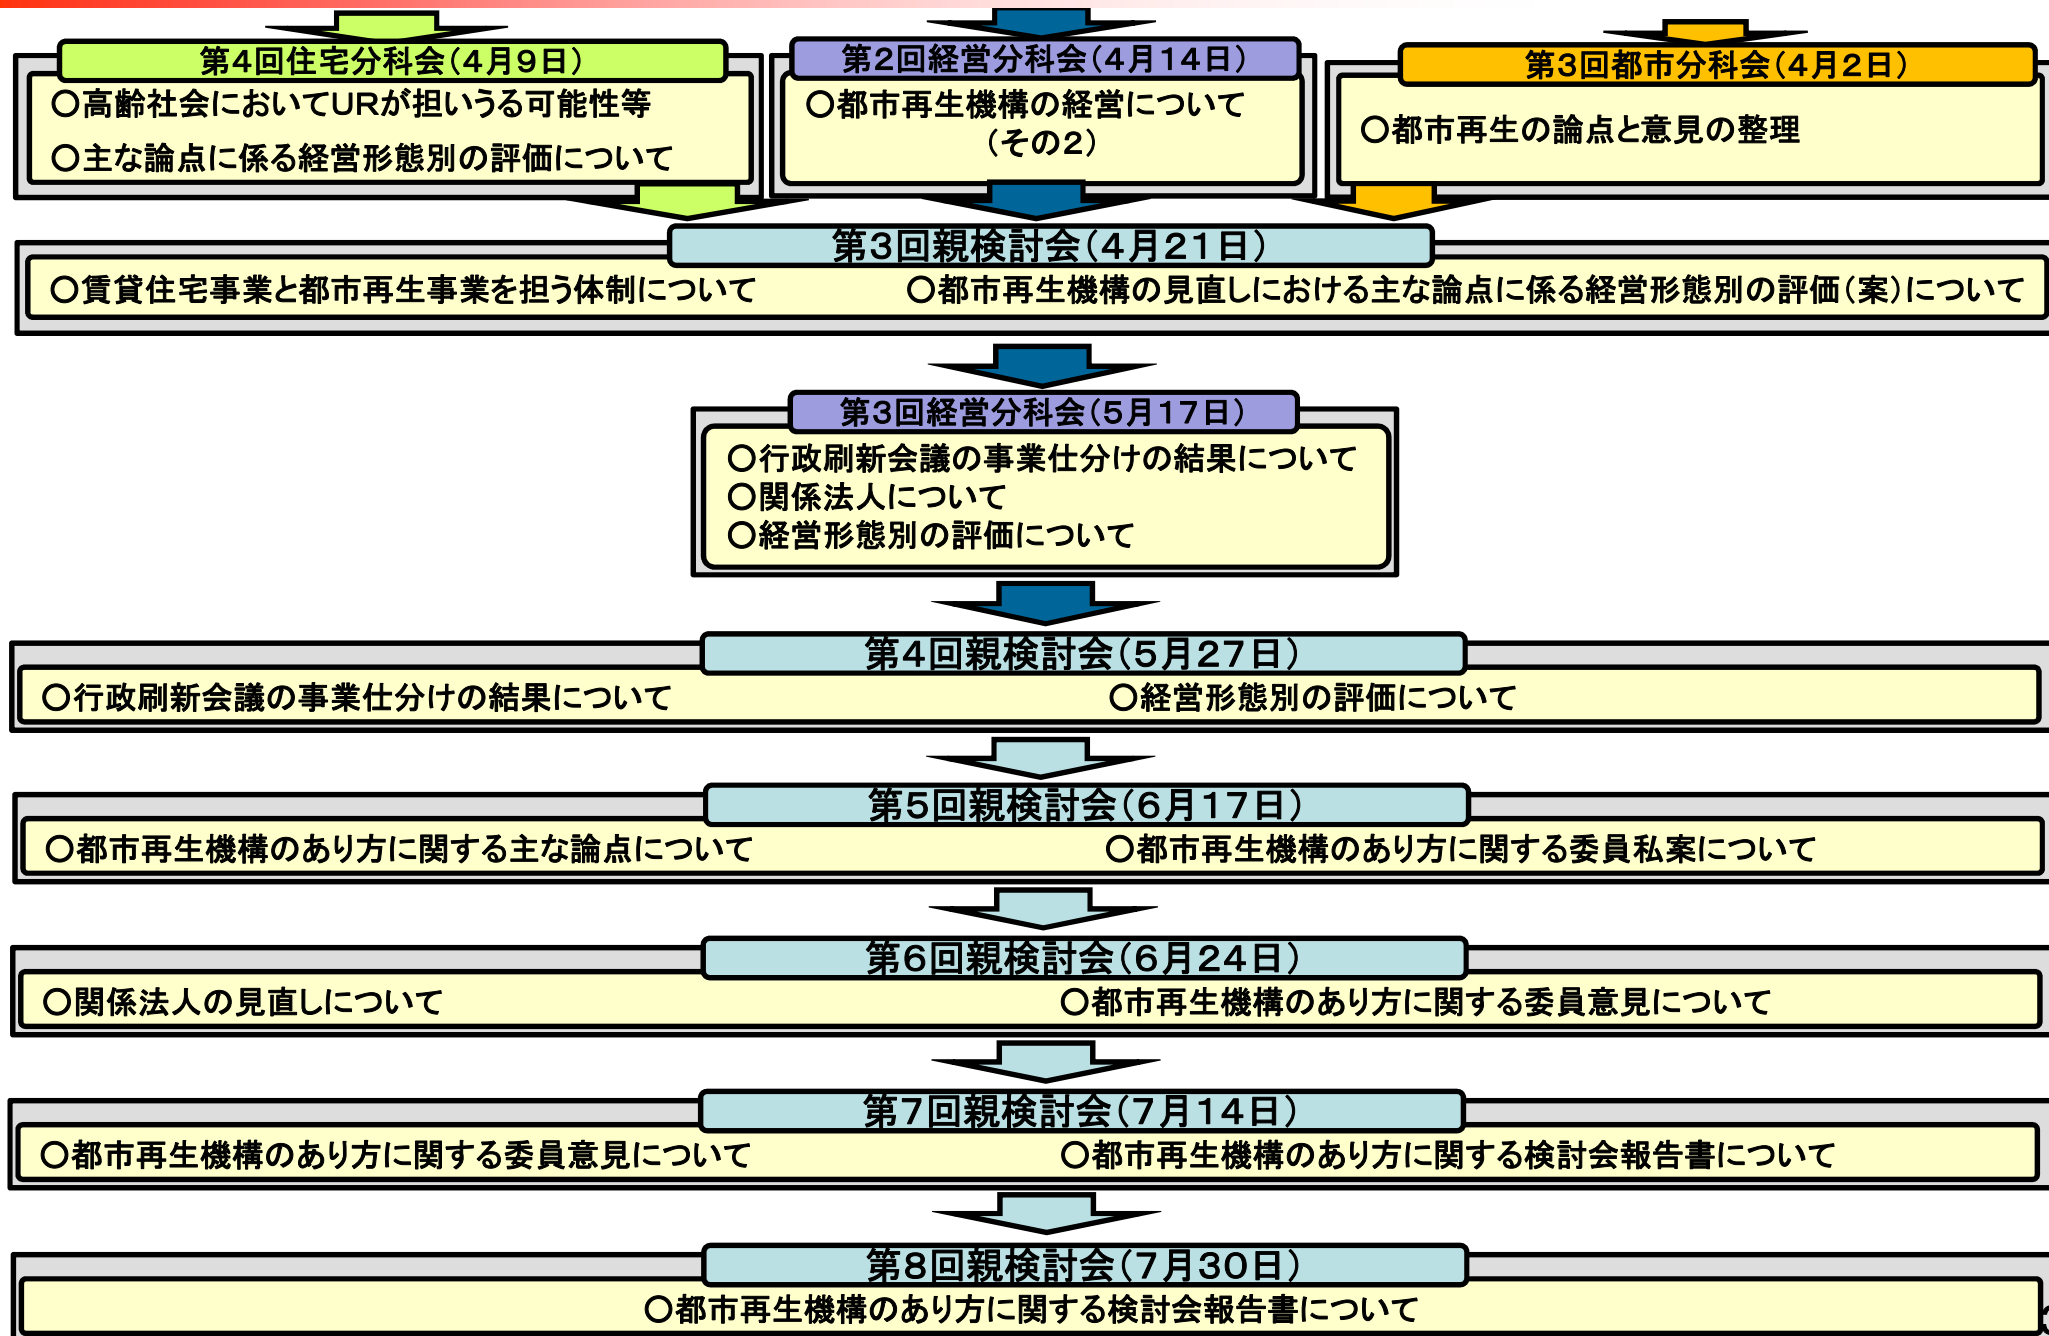 第4回住宅分科会(4月9日)
○高齢社会においてURが担いうる可能性等
○主な論点に係る経営形態別の評価について
第2回経営分科会(4月14日)
○都市再生機構の経営について
(その2)
第3回都市分科会(4月2日)
○都市再生の論点と意見の整理
第3回親検討会(4月21日)
○賃貸住宅事業と都市再生事業を担う体制について
○都市再生機構の見直しにおける主な論点に係る経営形態別の評価(案)について
第3回経営分科会(5月17日)
○行政刷新会議の事業仕分けの結果について
○関係法人について
○経営形態別の評価について
第4回親検討会(5月27日)
○行政刷新会議の事業仕分けの結果について
○経営形態別の評価について
第5回親検討会(6月17日)
○都市再生機構のあり方に関する主な論点について
○都市再生機構のあり方に関する委員私案について
第6回親検討会(6月24日)
○関係法人の見直しについて
○都市再生機構のあり方に関する委員意見について
第7回親検討会(7月14日)
○都市再生機構のあり方に関する委員意見について
○都市再生機構のあり方に関する検討会報告書について
第8回親検討会(7月30日)
○都市再生機構のあり方に関する検討会報告書について